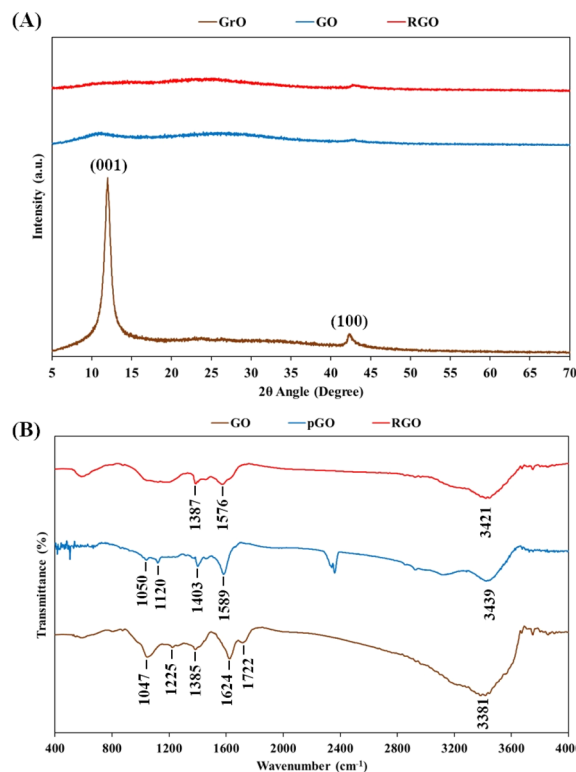 (A)
GrO GO RGO
Intensity (a.u.)
(001)
(100)
5 10 15 20 25 30 35 40 45 50 55 60 65 70
2θ Angle (Degree)
(B)
GO pGO RGO
Transmittance (%)
1387 1576 3421
1050 1120 1403 1589 3439
1047 1225 1385 1624 1722 3381
400 800 1200 1600 2000 2400 2800 3200 3600 4000
Wavenumber (cm-1)